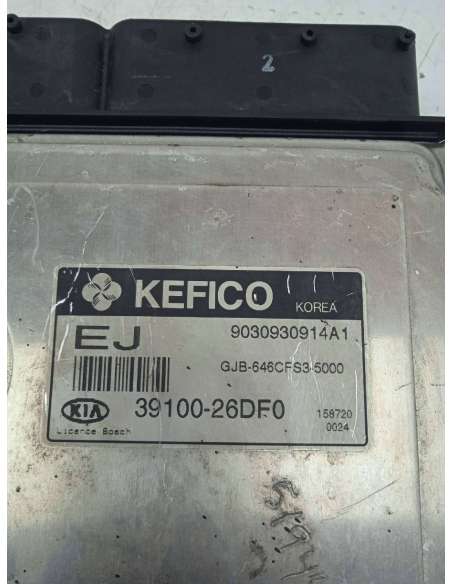 2
KEFICO KOREA
EJ 9030930914A1
GJB-646CFS3-5000
KIA 39100-26DF0 158720
Licence Bosch 0024